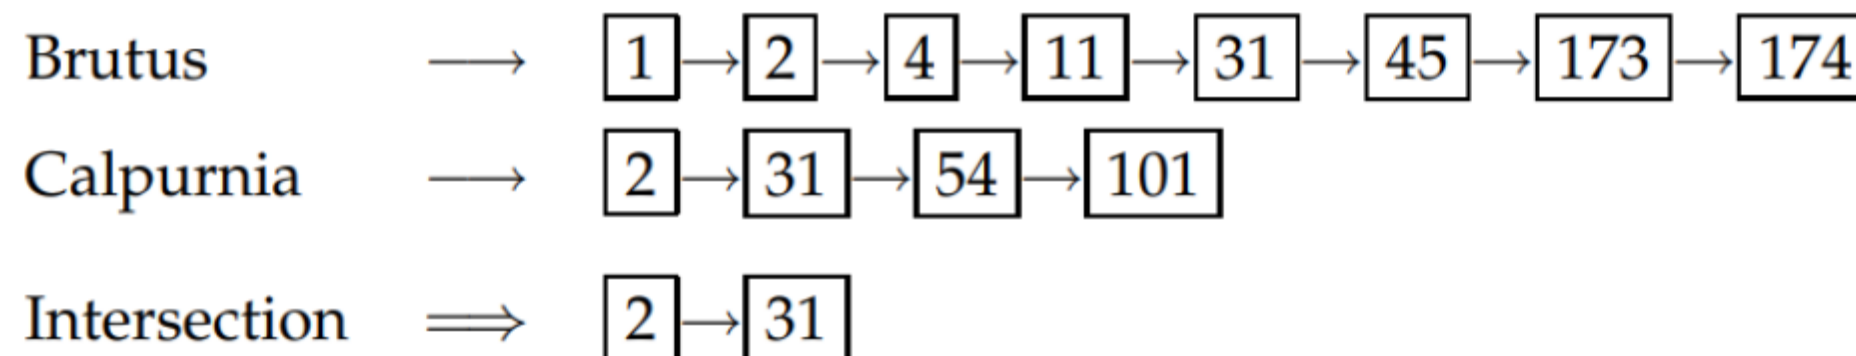 Brutus ⟶ 1 → 2 → 4 → 11 → 31 → 45 → 173 → 174
Calpurnia ⟶ 2 → 31 → 54 → 101
Intersection ⟹ 2 → 31